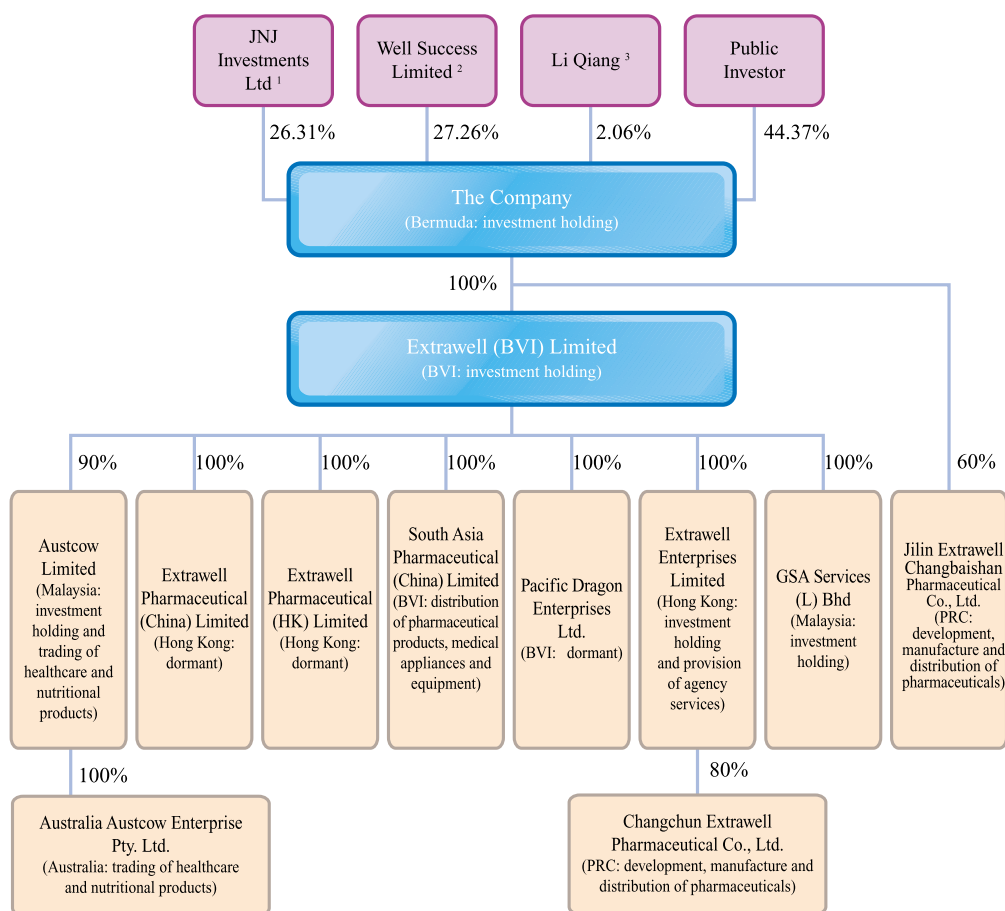 JNJ
Investments
Ltd 1
Well Success
Limited 2
Li Qiang 3
Public
Investor
26.31%
27.26%
2.06%
44.37%
The Company
(Bermuda: investment holding)
100%
Extrawell (BVI) Limited
(BVI: investment holding)
90%
100%
100%
100%
100%
100%
100%
60%
Austcow
Limited
(Malaysia:
investment
holding and
trading of
healthcare and
nutritional
products)
Extrawell
Pharmaceutical
(China) Limited
(Hong Kong:
dormant)
Extrawell
Pharmaceutical
(HK) Limited
(Hong Kong:
dormant)
South Asia
Pharmaceutical
(China) Limited
(BVI: distribution
of pharmaceutical
products, medical
appliances and
equipment)
Pacific Dragon
Enterprises
Ltd.
(BVI: dormant)
Extrawell
Enterprises
Limited
(Hong Kong:
investment
holding
and provision
of agency
services)
GSA Services
(L) Bhd
(Malaysia:
investment
holding)
Jilin Extrawell
Changbaishan
Pharmaceutical
Co., Ltd.
(PRC:
development,
manufacture and
distribution of
pharmaceuticals)
100%
80%
Australia Austcow Enterprise
Pty. Ltd.
(Australia: trading of healthcare
and nutritional products)
Changchun Extrawell
Pharmaceutical Co., Ltd.
(PRC: development, manufacture and
distribution of pharmaceuticals)